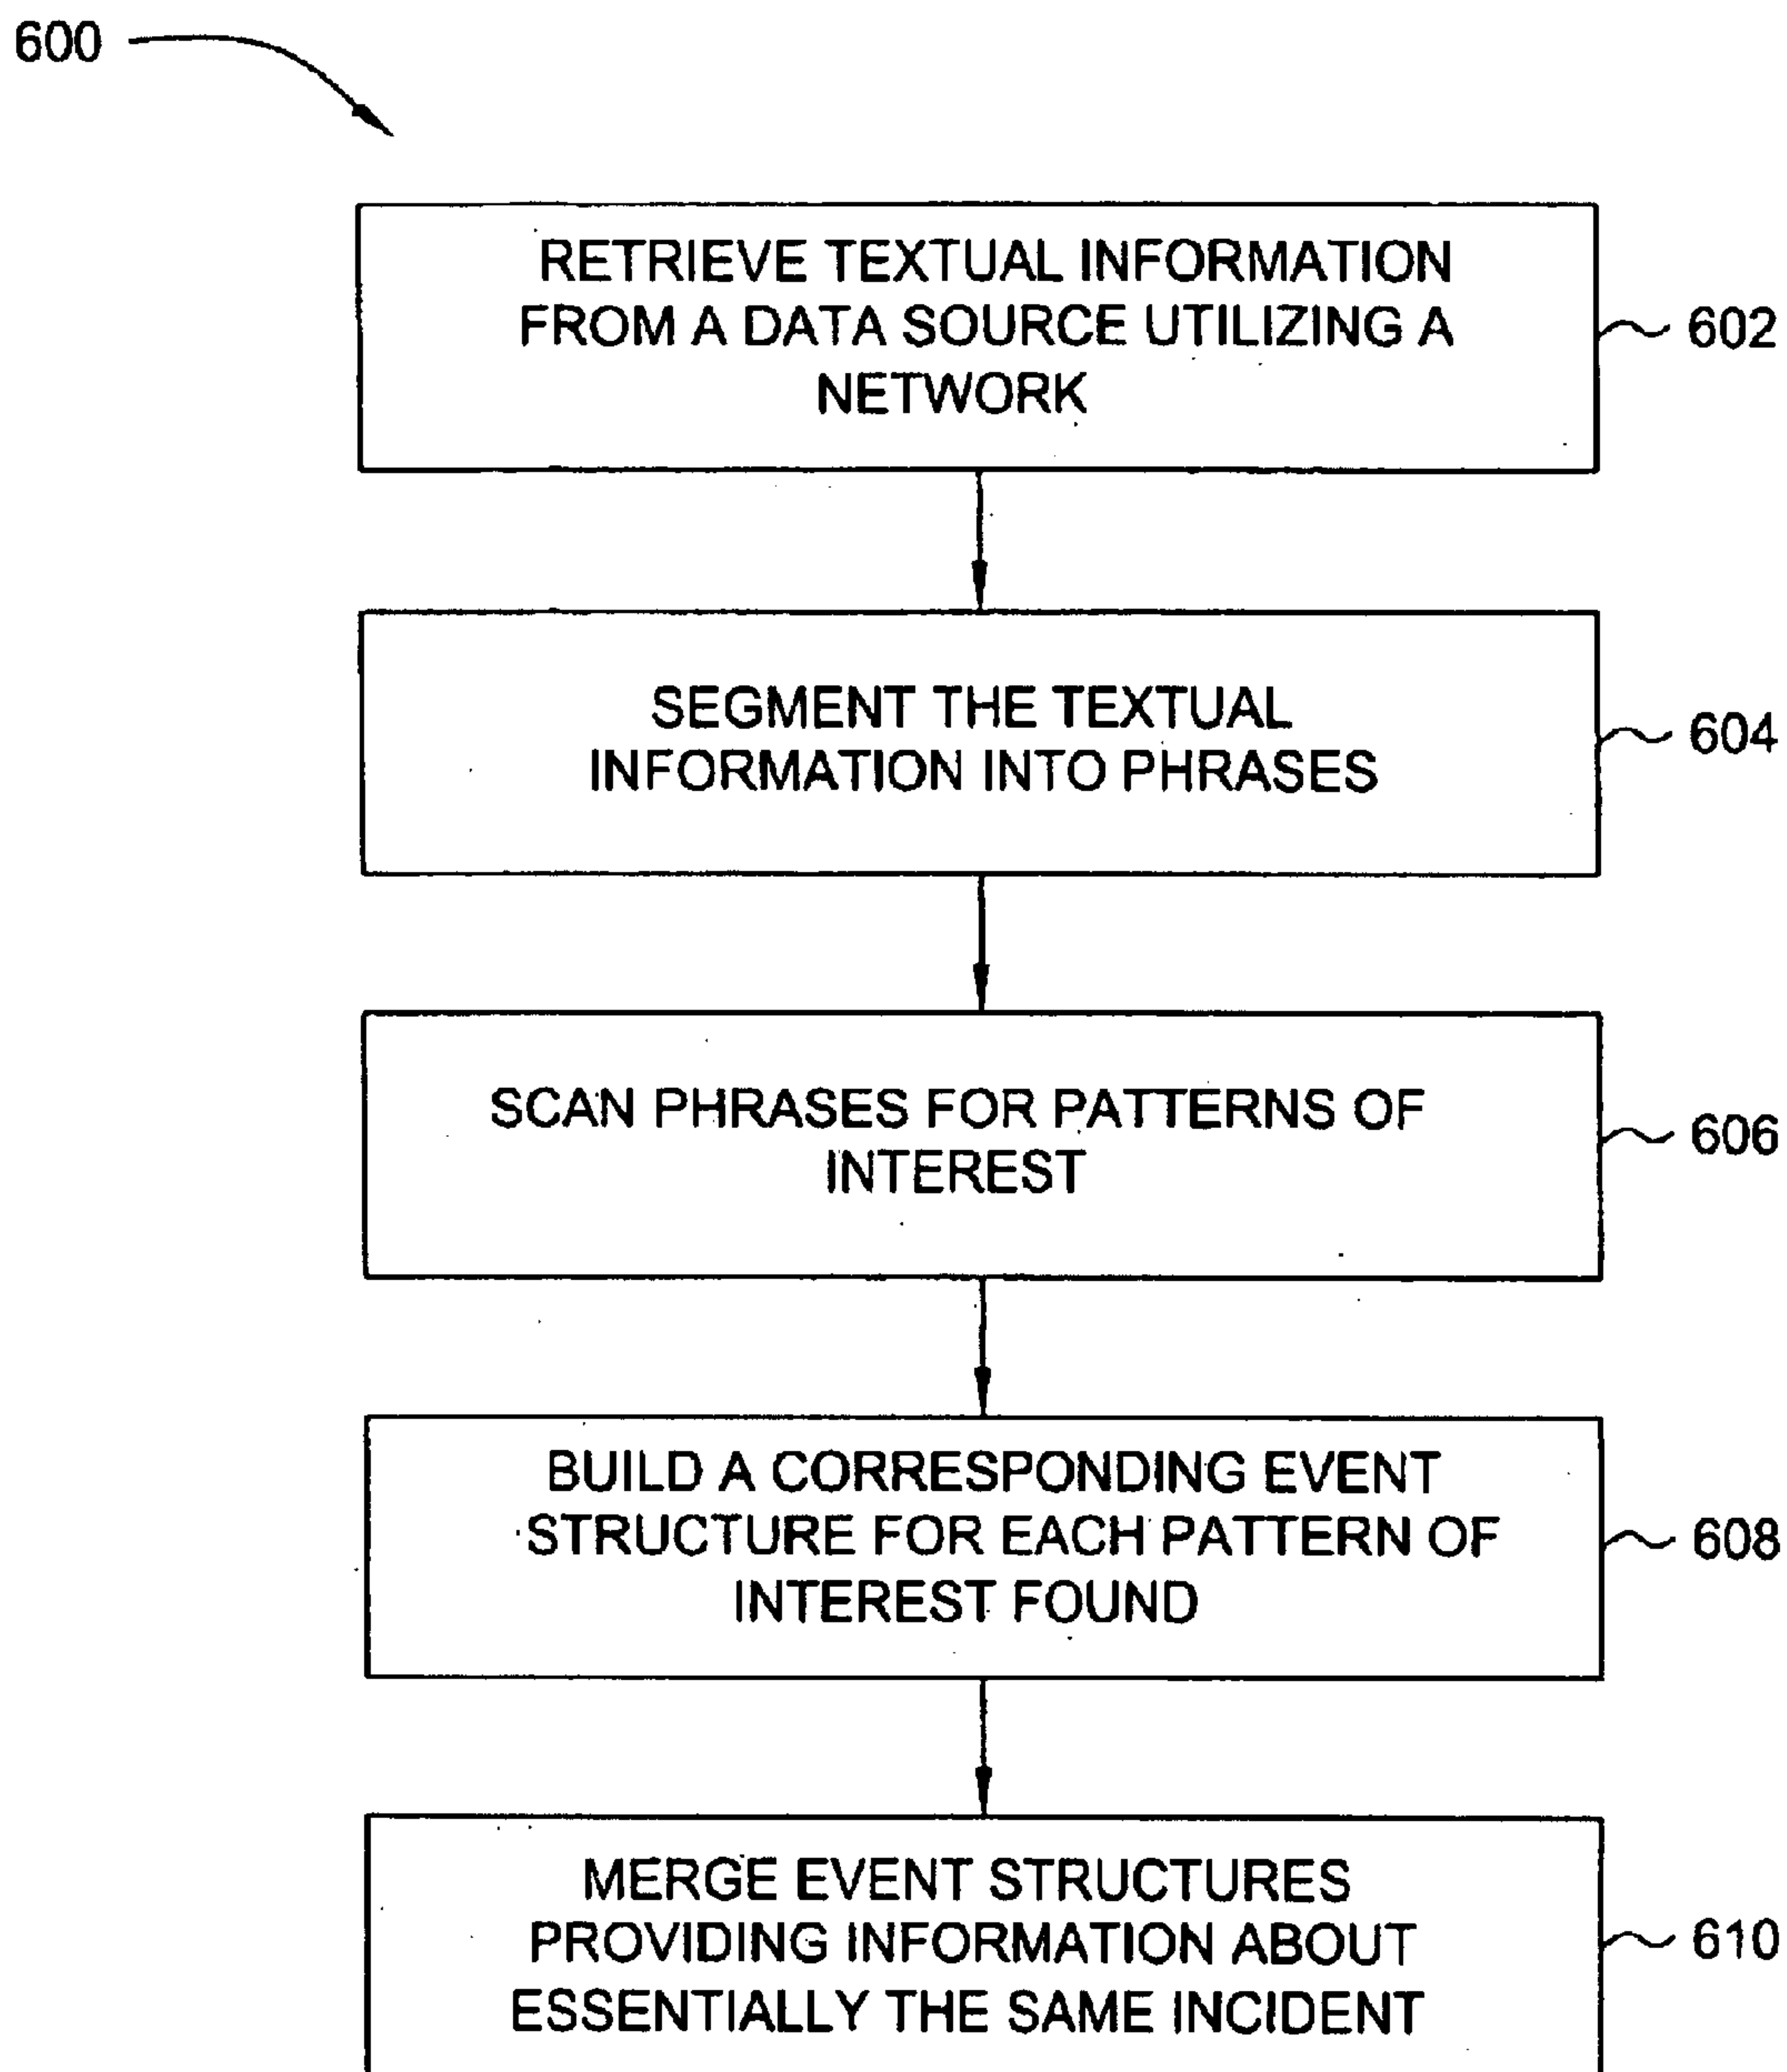 600
RETRIEVE TEXTUAL INFORMATION
FROM A DATA SOURCE UTILIZING A
NETWORK
602
SEGMENT THE TEXTUAL
INFORMATION INTO PHRASES
604
SCAN PHRASES FOR PATTERNS OF
INTEREST
606
BUILD A CORRESPONDING EVENT
STRUCTURE FOR EACH PATTERN OF
INTEREST FOUND
608
MERGE EVENT STRUCTURES
PROVIDING INFORMATION ABOUT
ESSENTIALLY THE SAME INCIDENT
610